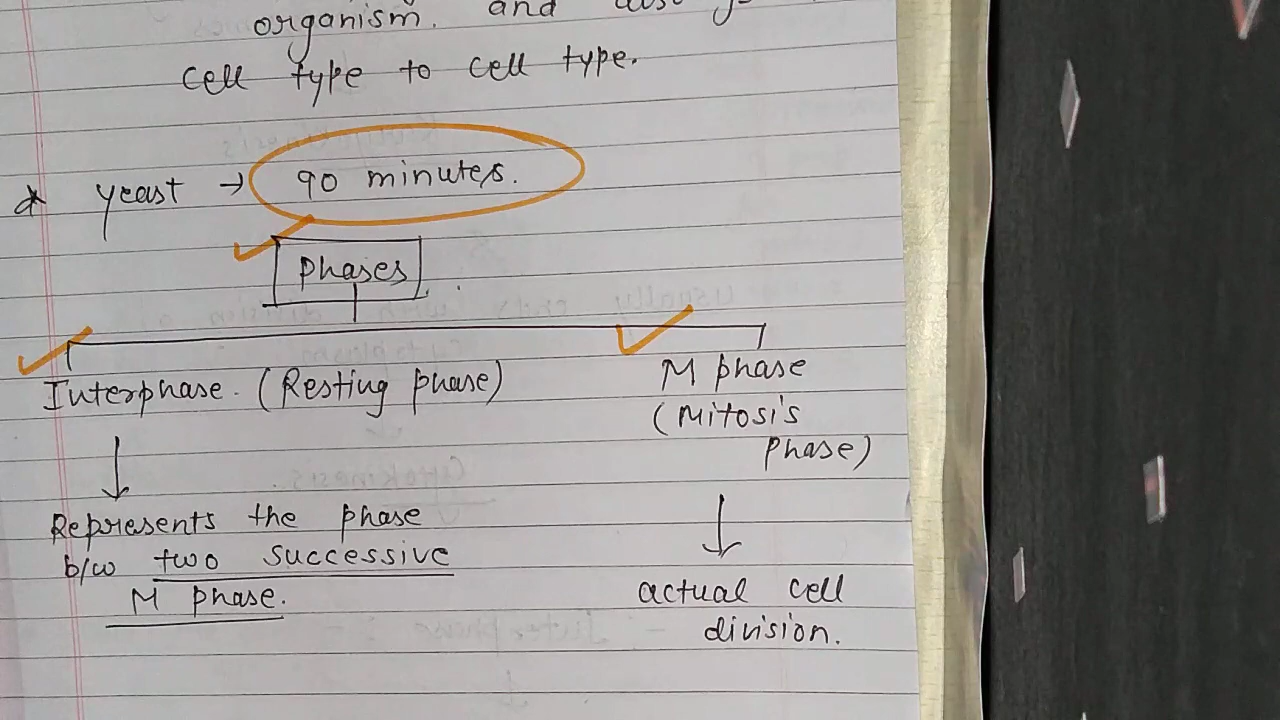 organism. and also
cell type to cell type.
* yeast → 90 minutes.
Phases
Interphase. (Resting phase)
M phase
(Mitosis
Phase)
Represents the phase
b/w two successive
M phase.
actual cell
division.